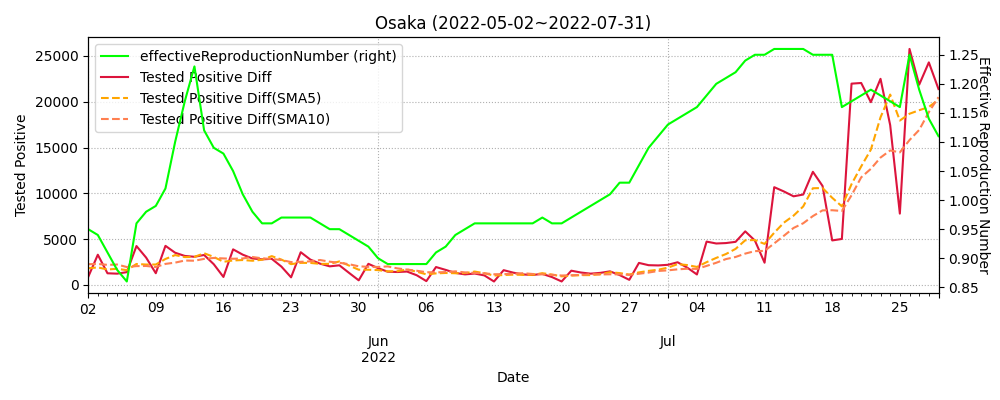 Osaka (2022-05-02~2022-07-31)
effectiveReproductionNumber (right)
Tested Positive Diff
Tested Positive Diff(SMA5)
Tested Positive Diff(SMA10)
Tested Positive
25000
20000
15000
10000
5000
0
1.25
1.20
1.15
1.10
1.05
1.00
0.95
0.90
0.85
Effective Reproduction Number
02 09 16 23 30 06 13 20 27 04 11 18 25
Jun Jul
2022
Date